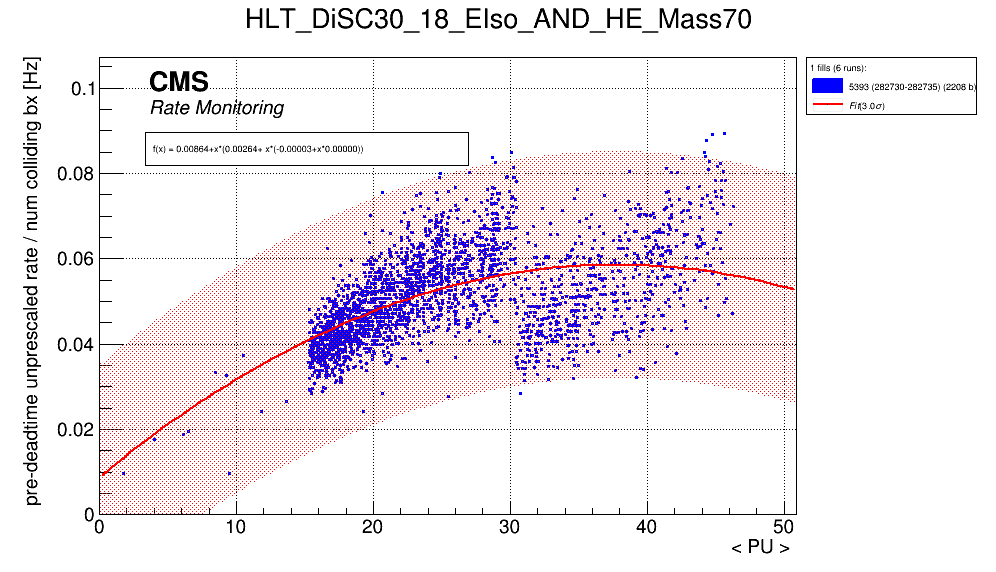 HLT_DiSC30_18_EIso_AND_HE_Mass70
pre-deadtime unprescaled rate / num colliding bx [Hz]
CMS
Rate Monitoring
f(x) = 0.00864+x*(0.00264+ x*(-0.00003+x*0.00000))
0.1
0.08
0.06
0.04
0.02
0
0 10 20 30 40 50
< PU >
1 fills (6 runs):
5393 (282730-282735) (2208 b)
Fit(3.0σ)